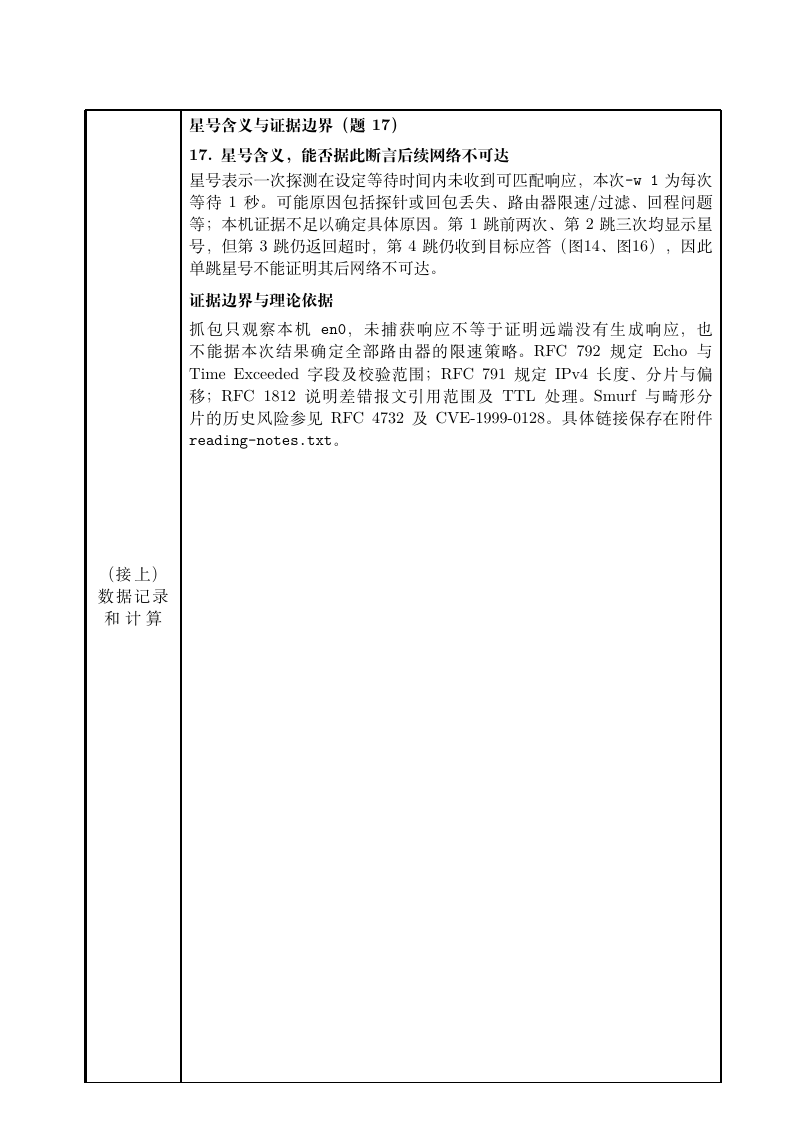 星号含义与证据边界（题 17）
17. 星号含义，能否据此断言后续网络不可达
星号表示一次探测在设定等待时间内未收到可匹配响应，本次-w 1 为每次
等待 1 秒。可能原因包括探针或回包丢失、路由器限速/过滤、回程问题
等；本机证据不足以确定具体原因。第 1 跳前两次、第 2 跳三次均显示星
号，但第 3 跳仍返回超时，第 4 跳仍收到目标应答（图14、图16），因此
单跳星号不能证明其后网络不可达。
证据边界与理论依据
抓包只观察本机 en0，未捕获响应不等于证明远端没有生成响应，也
不能据本次结果确定全部路由器的限速策略。RFC 792 规定 Echo 与
Time Exceeded 字段及校验范围；RFC 791 规定 IPv4 长度、分片与偏
移；RFC 1812 说明差错报文引用范围及 TTL 处理。Smurf 与畸形分
片的历史风险参见 RFC 4732 及 CVE-1999-0128。具体链接保存在附件
reading-notes.txt。
（接上）
数据记录
和计算